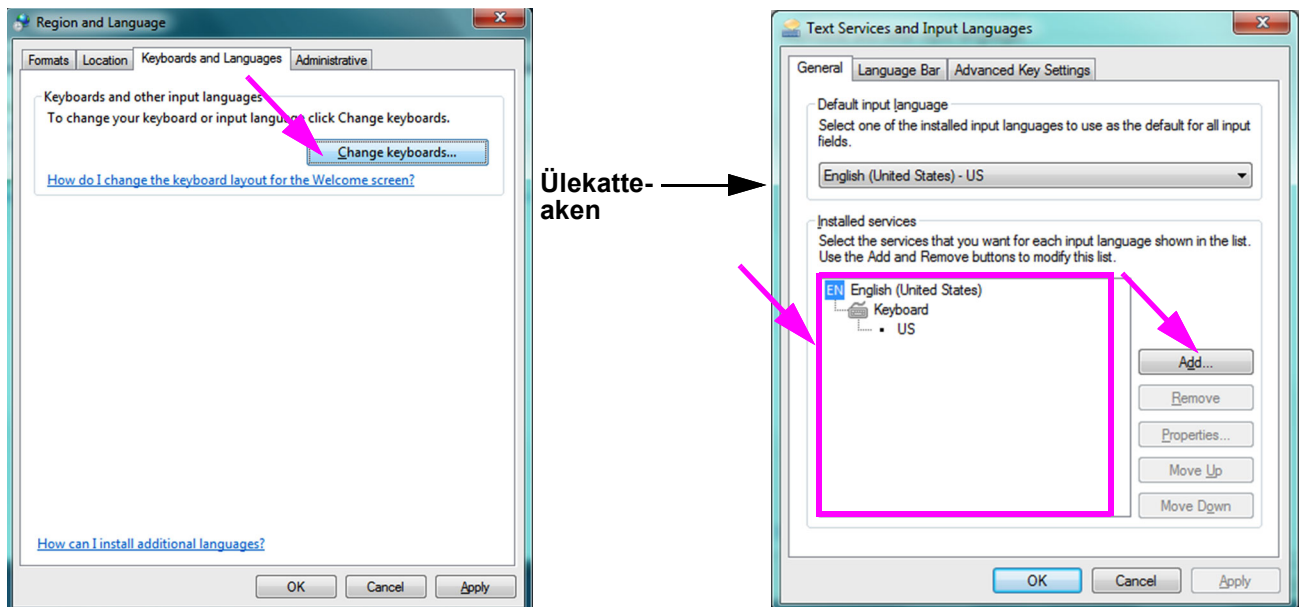 Region and Language
Formats Location Keyboards and Languages Administrative
Keyboards and other input languages
To change your keyboard or input language click Change keyboards.
Change keyboards...
How do I change the keyboard layout for the Welcome screen?
How can I install additional languages?
OK Cancel Apply
Ülekatte-
aken
Text Services and Input Languages
General Language Bar Advanced Key Settings
Default input language
Select one of the installed input languages to use as the default for all input
fields.
English (United States) - US
Installed services
Select the services that you want for each input language shown in the list.
Use the Add and Remove buttons to modify this list.
EN English (United States)
Keyboard
• US
Add...
Remove
Properties...
Move Up
Move Down
OK Cancel Apply